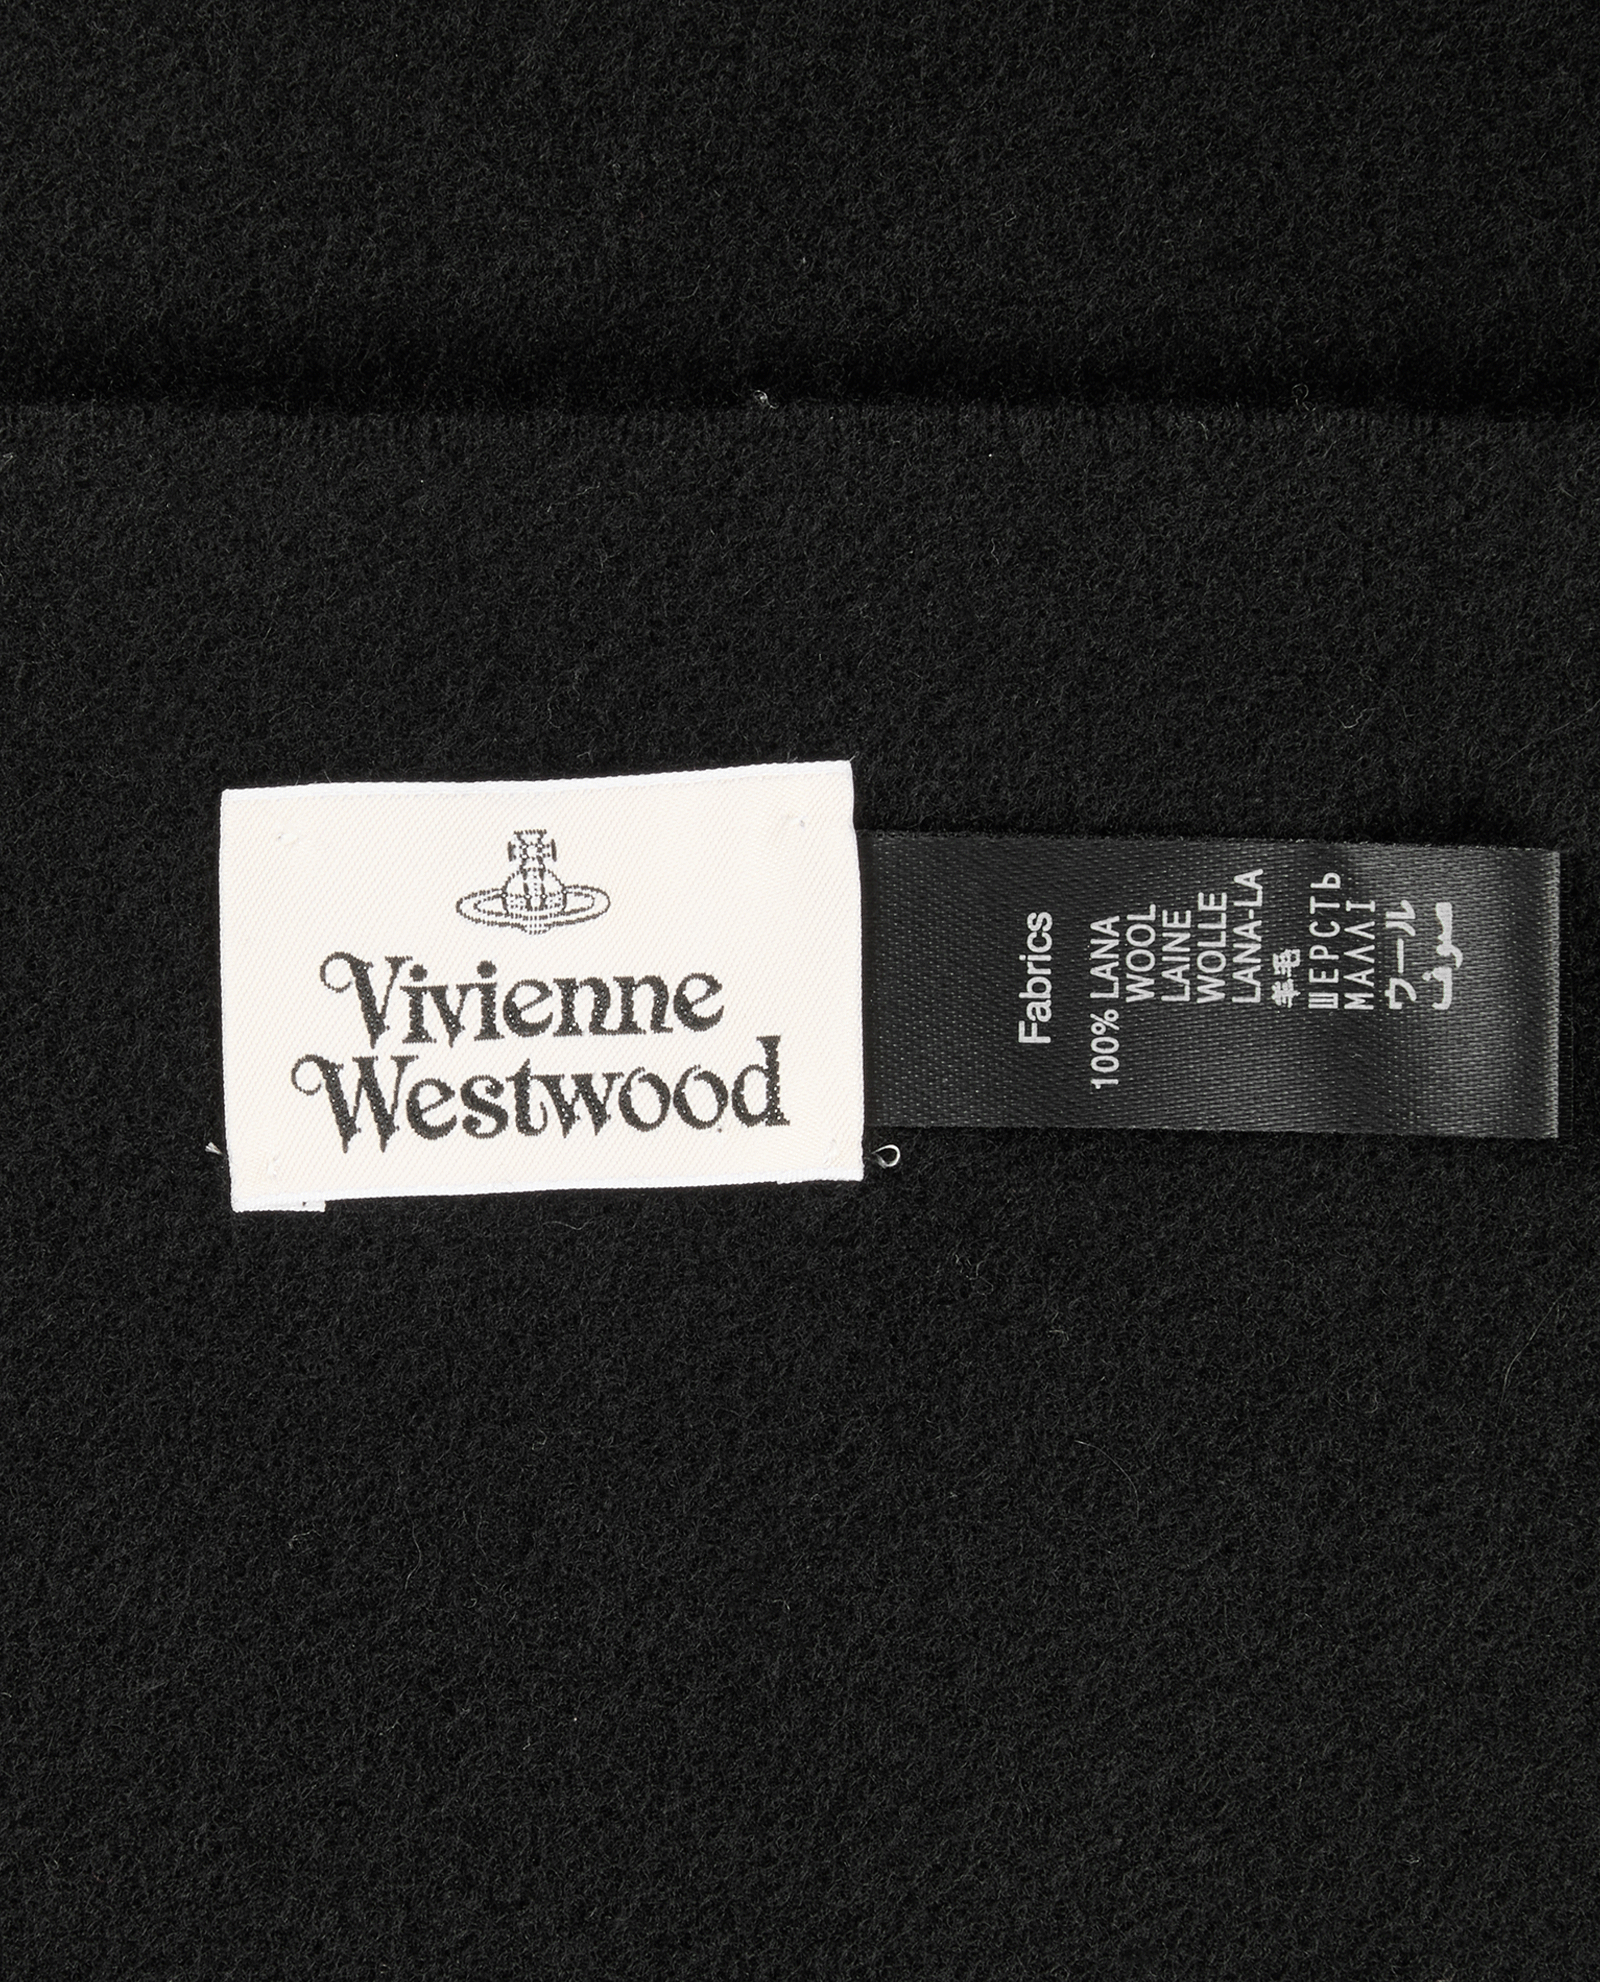 Vivienne
Westwood
Fabrics
100% LANA
WOOL
LAINE
WOLLE
LANA-LA
羊毛
ШЕРСТЬ
ΜΑΛΛΙ
ウール
صوف